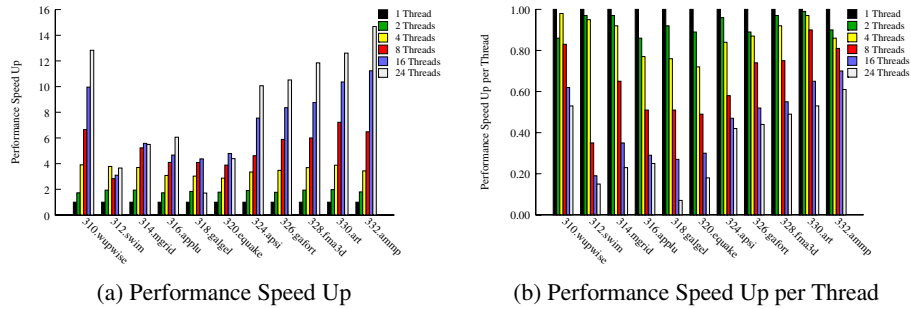 Performance Speed Up
16
14
12
10
8
6
4
2
0
310.wupwise
312.swim
314.mgrid
316.applu
318.galgel
320.equake
324.apsi
326.gafort
328.fma3d
330.art
332.ammp
1 Thread
2 Threads
4 Threads
8 Threads
16 Threads
24 Threads
(a) Performance Speed Up
Performance Speed Up per Thread
1.00
0.80
0.60
0.40
0.20
0.00
310.wupwise
312.swim
314.mgrid
316.applu
318.galgel
320.equake
324.apsi
326.gafort
328.fma3d
330.art
332.ammp
1 Thread
2 Threads
4 Threads
8 Threads
16 Threads
24 Threads
(b) Performance Speed Up per Thread